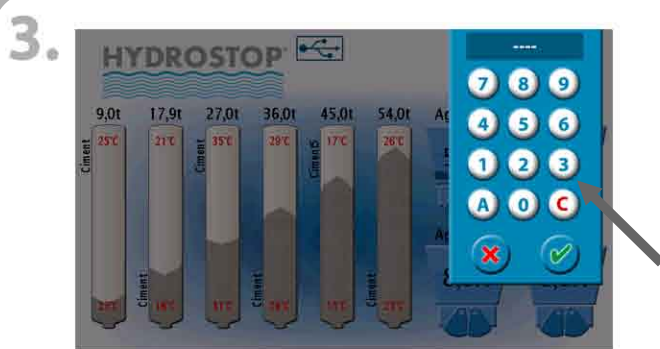 3.
HYDROSTOP
----
7 8 9
4 5 6
1 2 3
A 0 C
9,0t 17,9t 27,0t 36,0t 45,0t 54,0t
25°C 21°C 35°C 29°C 17°C 26°C
Ciment Ciment Ciment5
Ciment Ciment Ciment